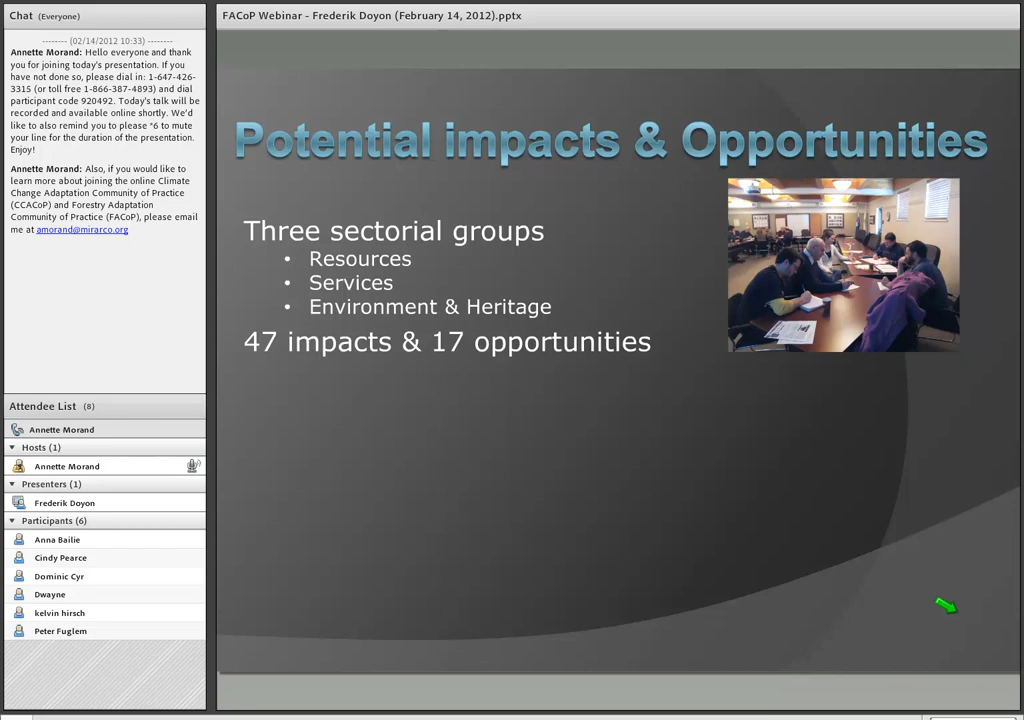 Chat (Everyone)
-------- (02/14/2012 10:33) --------
Annette Morand: Hello everyone and thank
you for joining today's presentation. If you
have not done so, please dial in: 1-647-426-
3315 (or toll free 1-866-387-4893) and dial
participant code 920492. Today's talk will be
recorded and available online shortly. We'd
like to also remind you to please *6 to mute
your line for the duration of the presentation.
Enjoy!
Annette Morand: Also, if you would like to
learn more about joining the online Climate
Change Adaptation Community of Practice
(CCACoP) and Forestry Adaptation
Community of Practice (FACoP), please email
me at amorand@mirarco.org
Attendee List (8)
Annette Morand
Hosts (1)
Annette Morand
Presenters (1)
Frederik Doyon
Participants (6)
Anna Bailie
Cindy Pearce
Dominic Cyr
Dwayne
kelvin hirsch
Peter Fuglem
FACoP Webinar - Frederik Doyon (February 14, 2012).pptx
Potential impacts & Opportunities
Three sectorial groups
• Resources
• Services
• Environment & Heritage
47 impacts & 17 opportunities